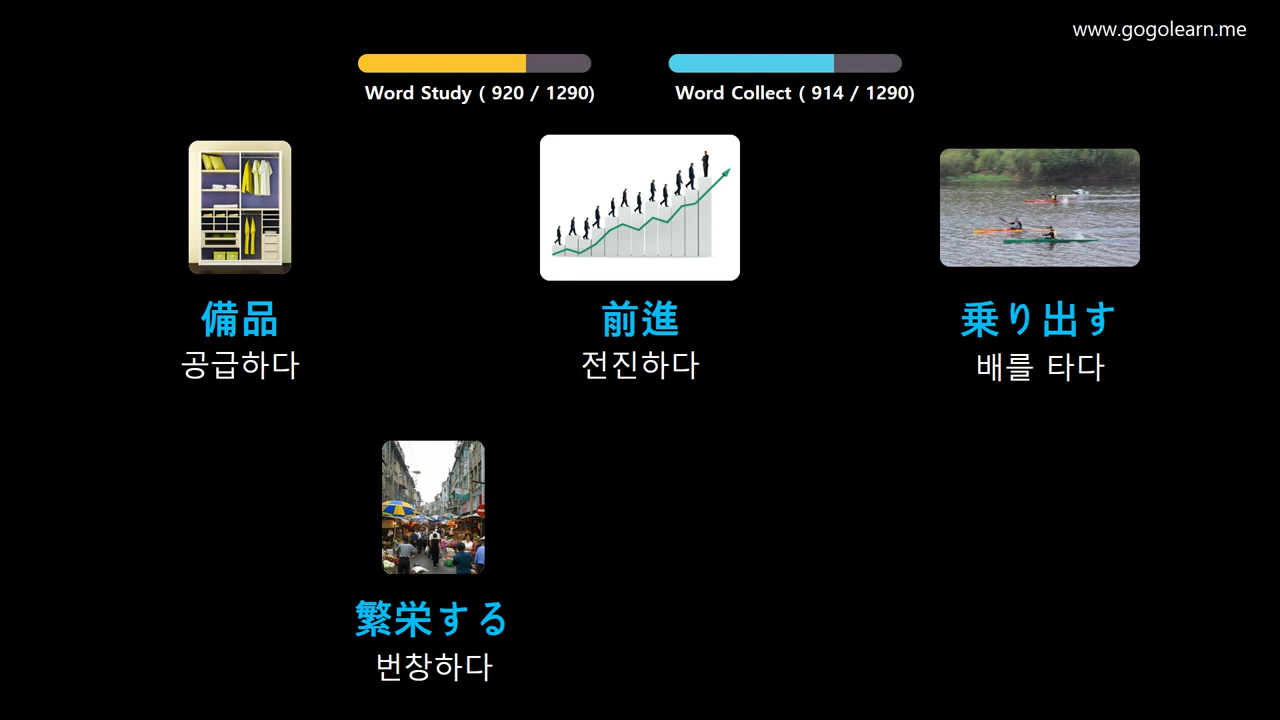 www.gogolearn.me
Word Study ( 920 / 1290)
Word Collect ( 914 / 1290)
備品
공급하다
前進
전진하다
乗り出す
배를 타다
繁栄する
번창하다